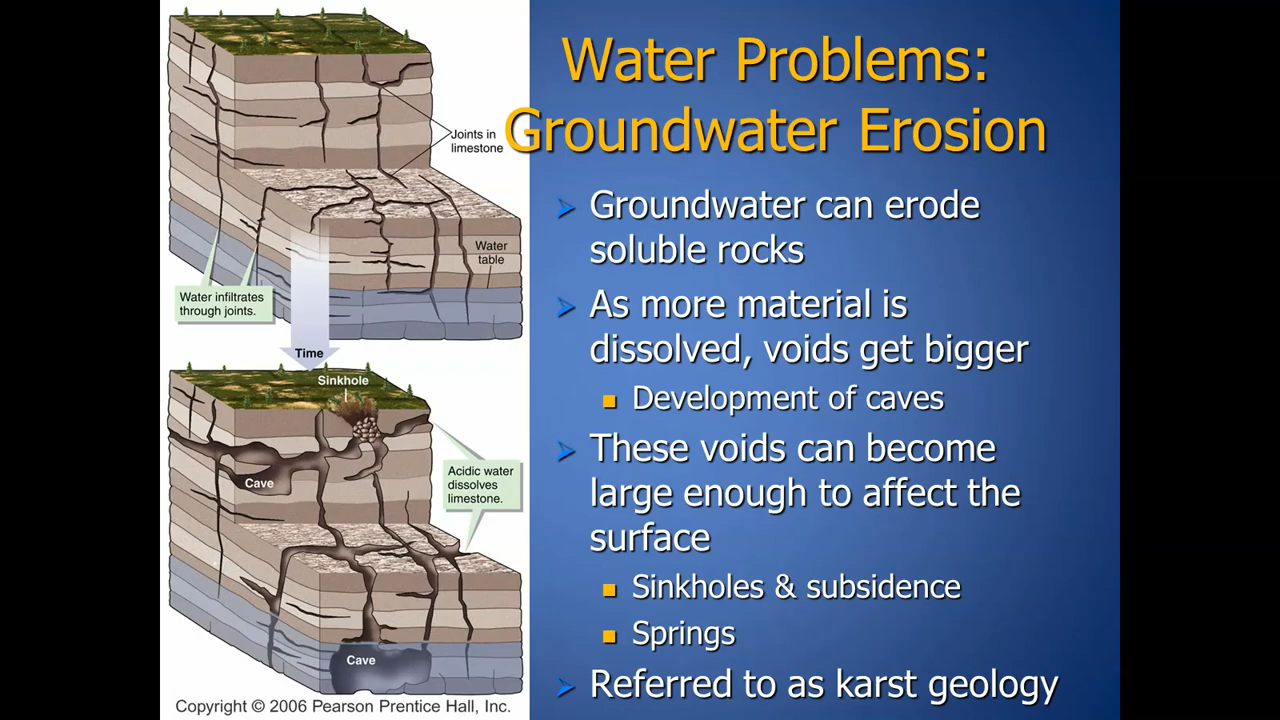 Water Problems:
Groundwater Erosion
Groundwater can erode
soluble rocks
As more material is
dissolved, voids get bigger
Development of caves
These voids can become
large enough to affect the
surface
Sinkholes & subsidence
Springs
Referred to as karst geology
Joints in
limestone
Water
table
Water infiltrates
through joints.
Time
Sinkhole
Cave
Acidic water
dissolves
limestone.
Cave
Copyright © 2006 Pearson Prentice Hall, Inc.